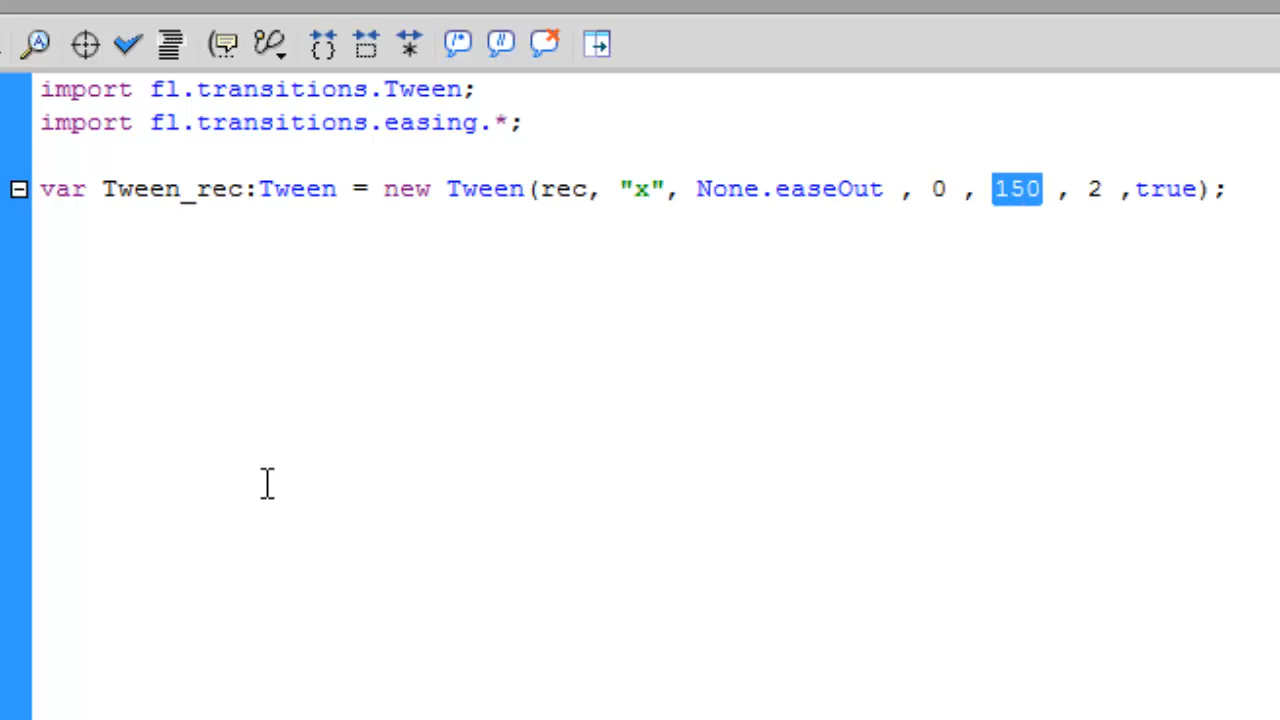 import fl.transitions.Tween;
import fl.transitions.easing.*;
var Tween_rec:Tween = new Tween(rec, "x", None.easeOut , 0 , 150 , 2 ,true);